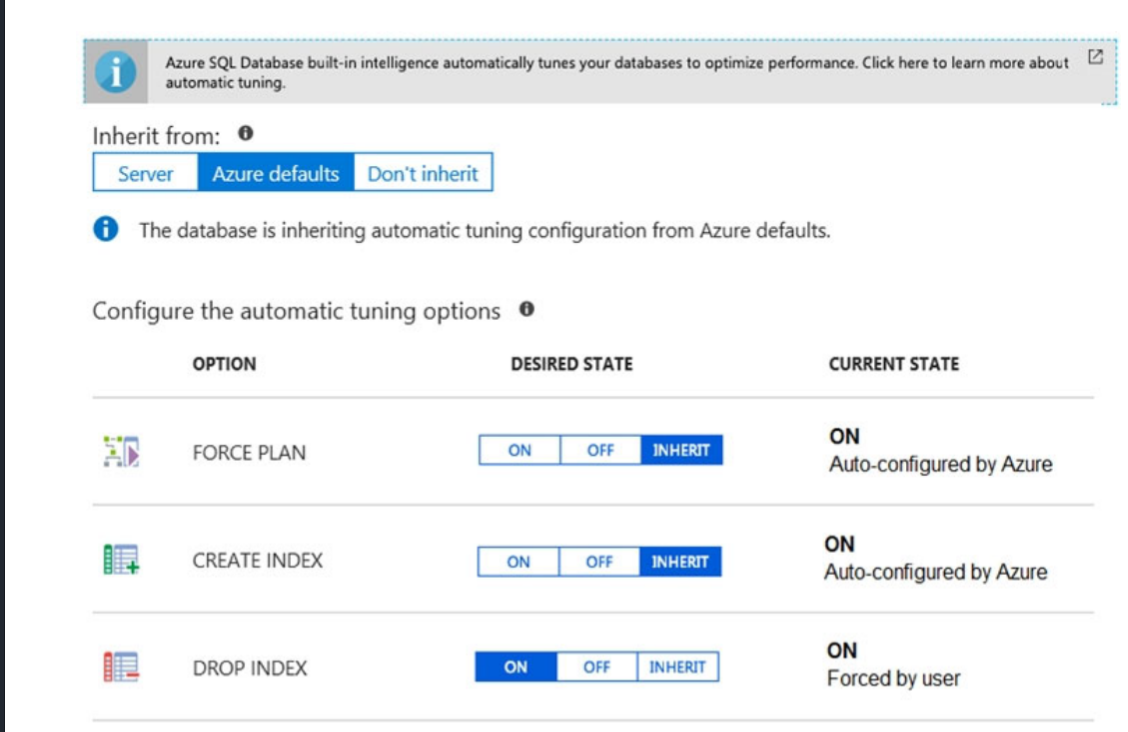 Azure SQL Database built-in intelligence automatically tunes your databases to optimize performance. Click here to learn more about
automatic tuning.
Inherit from:
Server Azure defaults Don't inherit
The database is inheriting automatic tuning configuration from Azure defaults.
Configure the automatic tuning options
OPTION DESIRED STATE CURRENT STATE
FORCE PLAN ON OFF INHERIT ON
Auto-configured by Azure
CREATE INDEX ON OFF INHERIT ON
Auto-configured by Azure
DROP INDEX ON OFF INHERIT ON
Forced by user